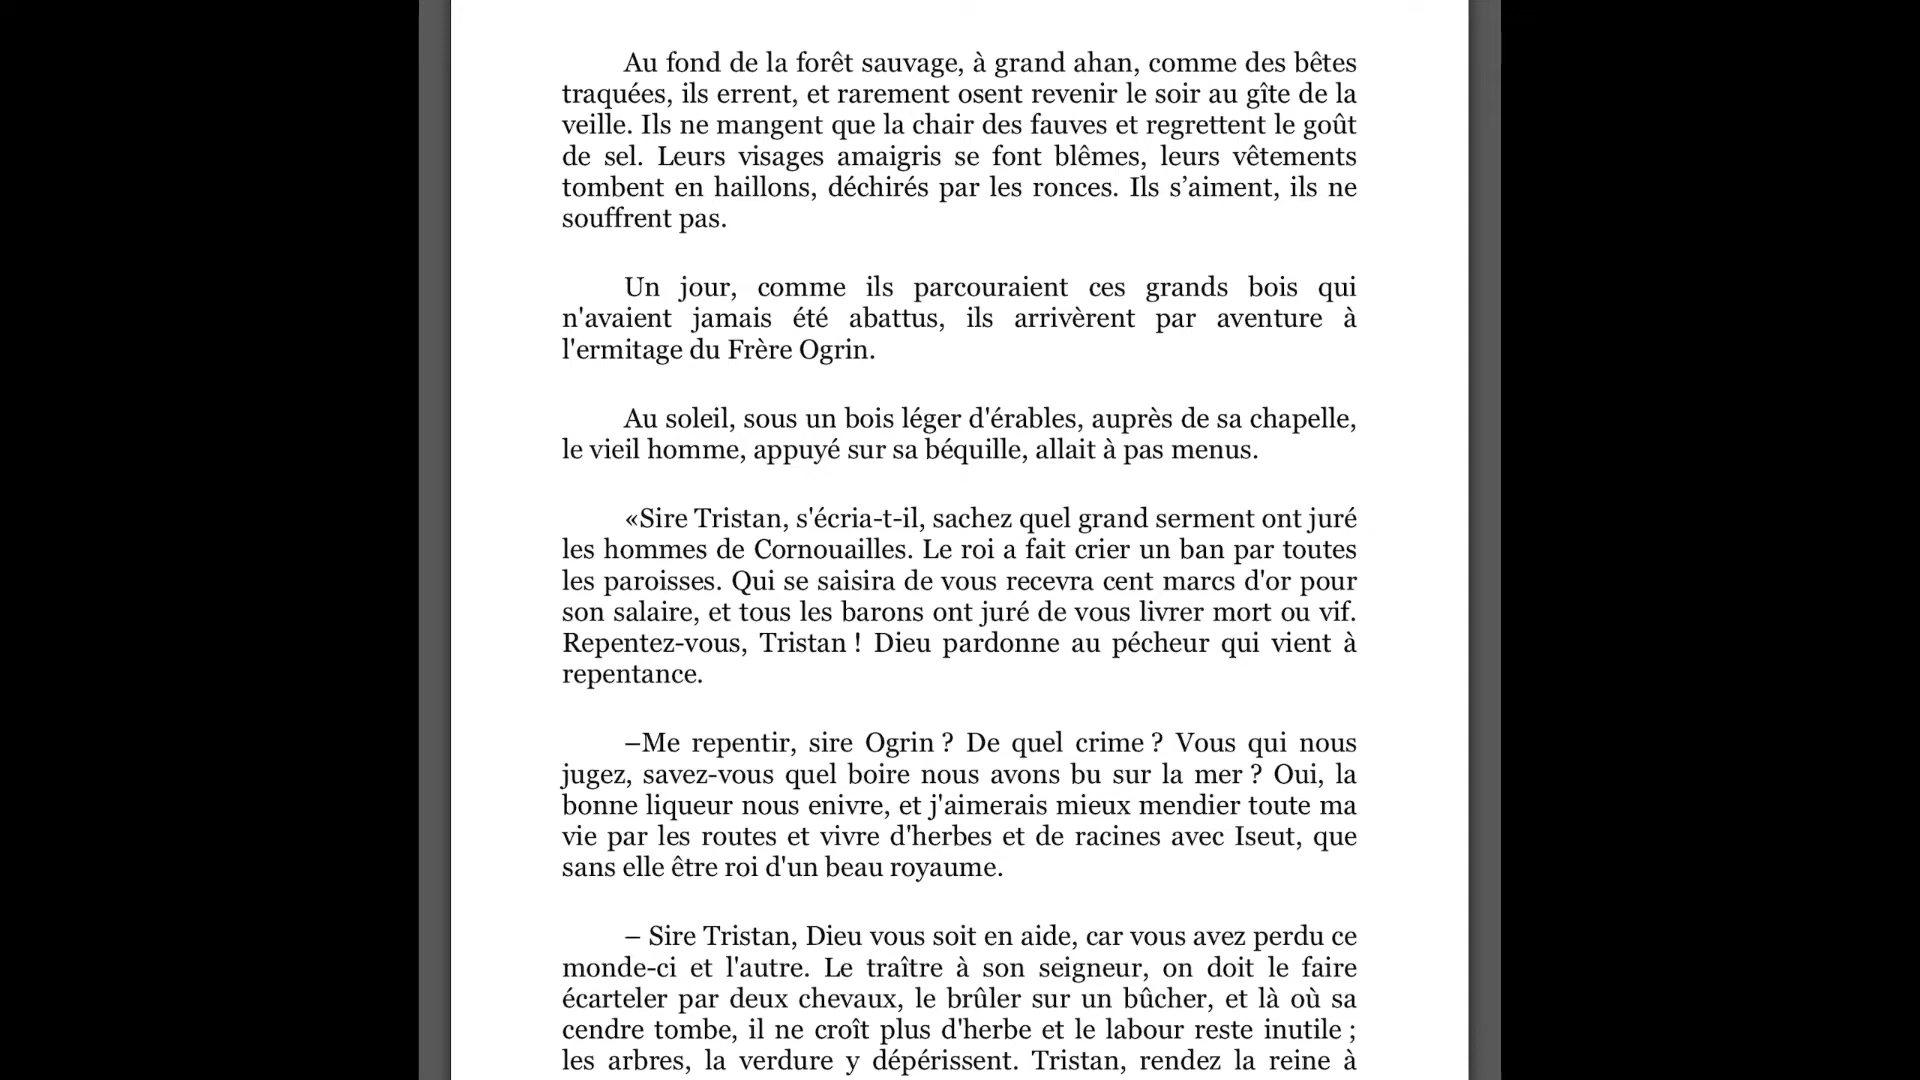 Au fond de la forêt sauvage, à grand ahan, comme des bêtes
traquées, ils errent, et rarement osent revenir le soir au gîte de la
veille. Ils ne mangent que la chair des fauves et regrettent le goût
de sel. Leurs visages amaigris se font blêmes, leurs vêtements
tombent en haillons, déchirés par les ronces. Ils s’aiment, ils ne
souffrent pas.
Un jour, comme ils parcouraient ces grands bois qui
n'avaient jamais été abattus, ils arrivèrent par aventure à
l'ermitage du Frère Ogrin.
Au soleil, sous un bois léger d'érables, auprès de sa chapelle,
le vieil homme, appuyé sur sa béquille, allait à pas menus.
«Sire Tristan, s'écria-t-il, sachez quel grand serment ont juré
les hommes de Cornouailles. Le roi a fait crier un ban par toutes
les paroisses. Qui se saisira de vous recevra cent marcs d'or pour
son salaire, et tous les barons ont juré de vous livrer mort ou vif.
Repentez-vous, Tristan ! Dieu pardonne au pécheur qui vient à
repentance.
–Me repentir, sire Ogrin ? De quel crime ? Vous qui nous
jugez, savez-vous quel boire nous avons bu sur la mer ? Oui, la
bonne liqueur nous enivre, et j'aimerais mieux mendier toute ma
vie par les routes et vivre d'herbes et de racines avec Iseut, que
sans elle être roi d'un beau royaume.
– Sire Tristan, Dieu vous soit en aide, car vous avez perdu ce
monde-ci et l'autre. Le traître à son seigneur, on doit le faire
écarteler par deux chevaux, le brûler sur un bûcher, et là où sa
cendre tombe, il ne croît plus d'herbe et le labour reste inutile ;
les arbres, la verdure y dépérissent. Tristan, rendez la reine à